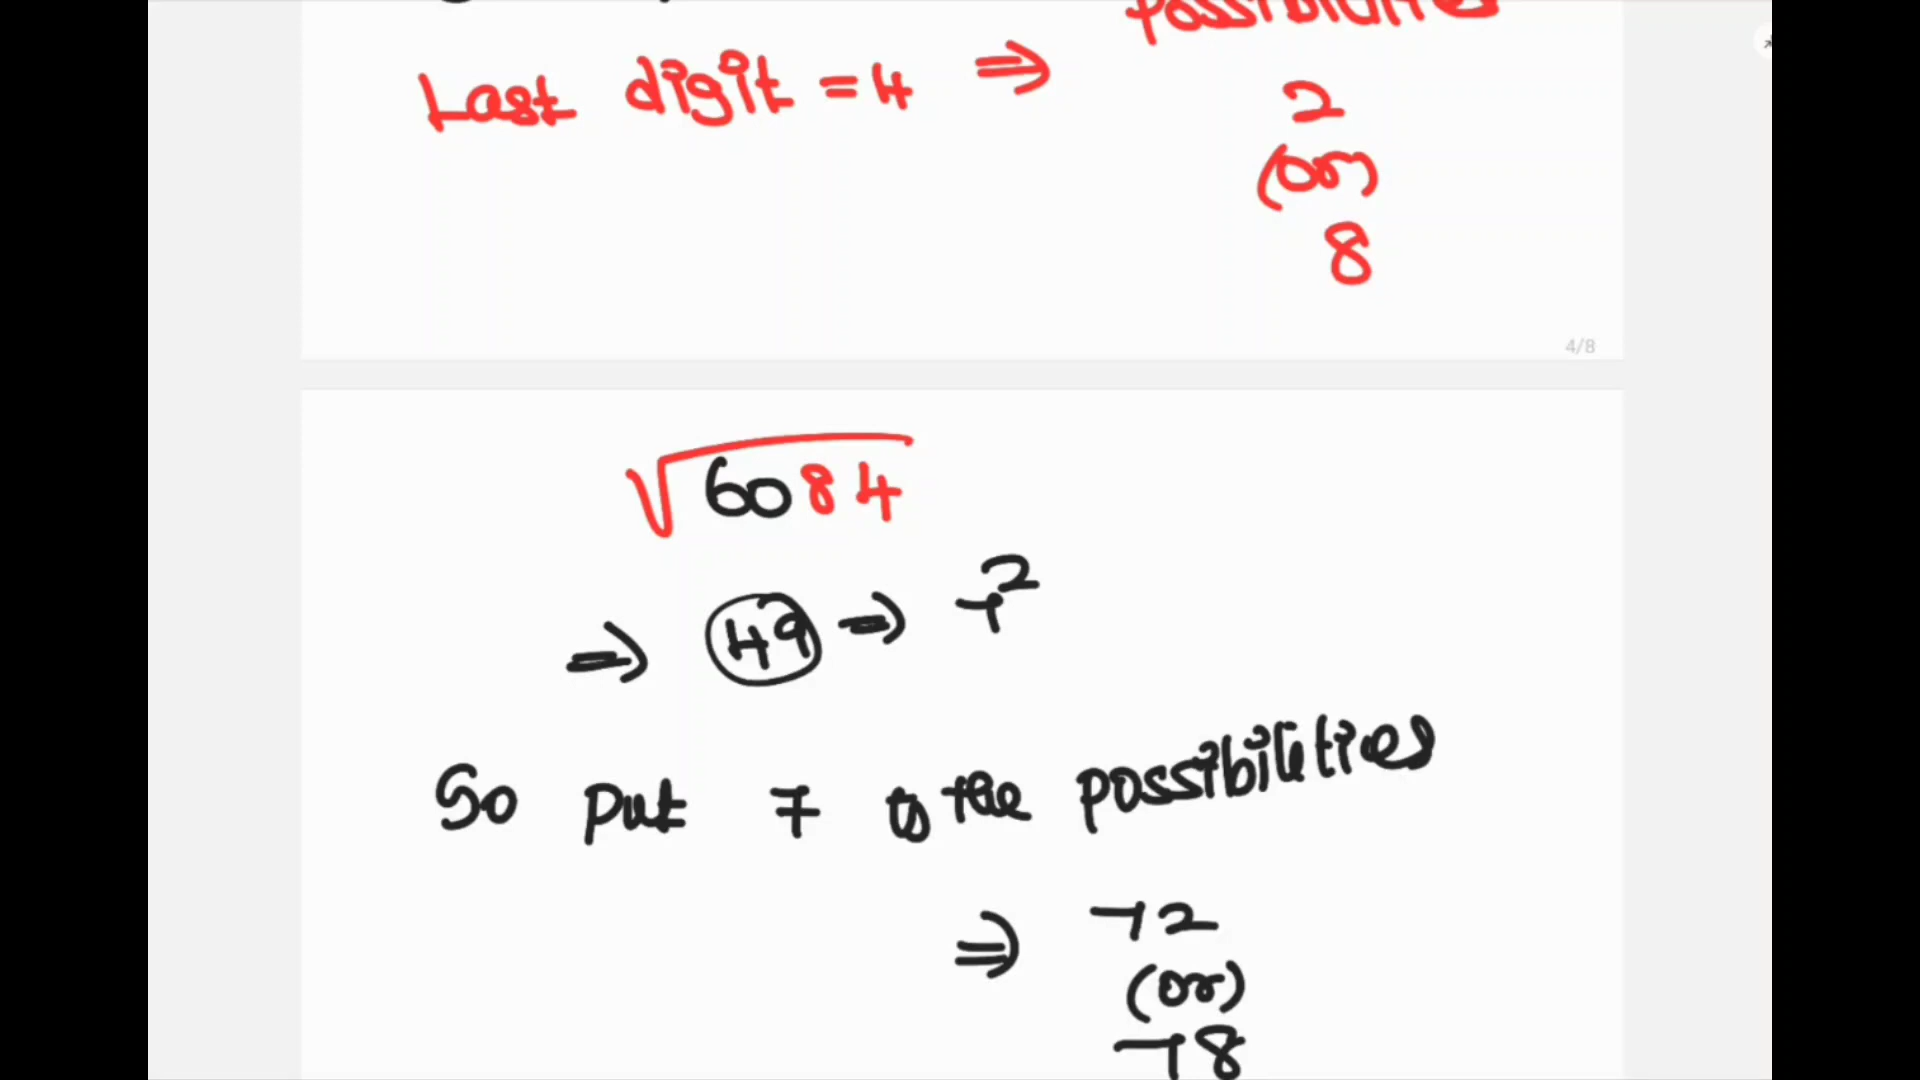 possibilities
Last digit = 4 ⇒
2
(or)
8
4/8
√6084
⇒ 49 ⇒ 7²
So put 7 to the possibilities
⇒ 72
(or)
78